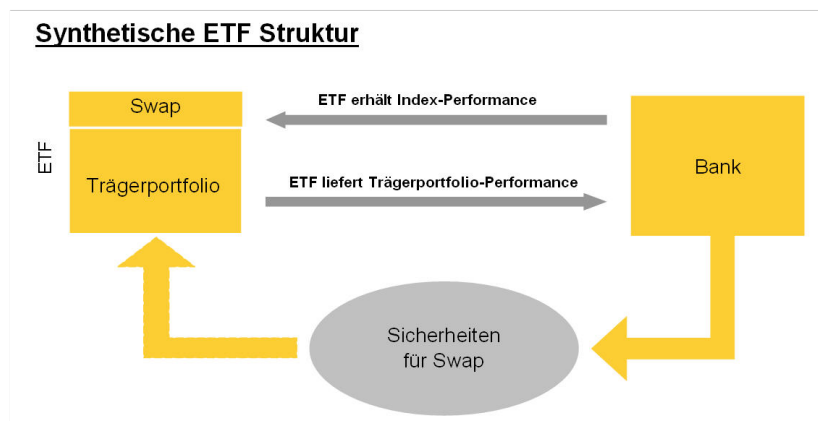 Synthetische ETF Struktur
Swap
ETF erhält Index-Performance
ETF
Trägerportfolio
ETF liefert Trägerportfolio-Performance
Bank
Sicherheiten
für Swap